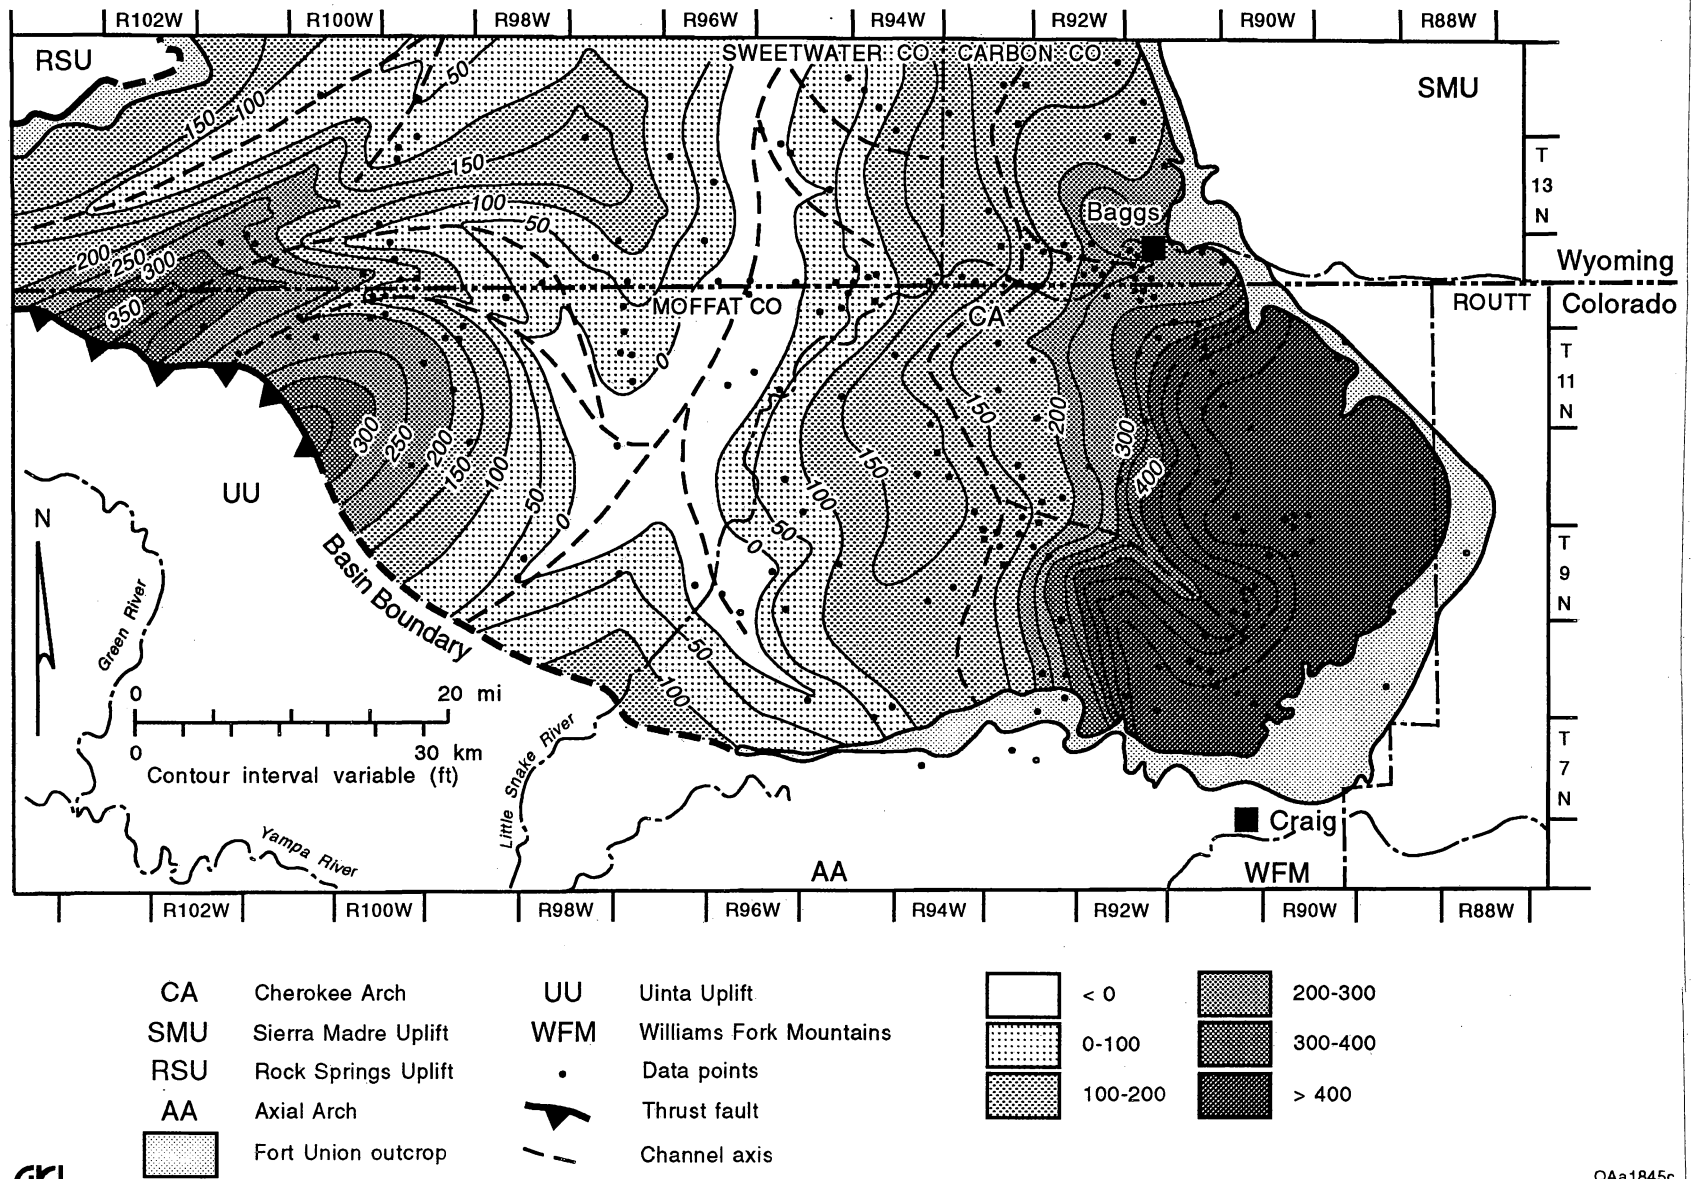 R102W R100W R98W R96W R94W R92W R90W R88W
RSU
SWEETWATER CO CARBON CO
SMU
50
100
150
150
T
13
N
100
50
Baggs
200
250
300
Wyoming
350
MOFFAT CO
CA
ROUTT
Colorado
0
T
11
N
150
200
300
250
200
150
100
50
0
300
400
150
100
50
0
UU
N
Basin Boundary
T
9
N
Green River
50
100
0 20 mi
0 30 km
Contour interval variable (ft)
Little Snake River
T
7
N
Yampa River
Craig
AA
WFM
R102W R100W R98W R96W R94W R92W R90W R88W
CA Cherokee Arch
SMU Sierra Madre Uplift
RSU Rock Springs Uplift
AA Axial Arch
Fort Union outcrop
UU Uinta Uplift
WFM Williams Fork Mountains
Data points
Thrust fault
Channel axis
< 0
0-100
100-200
200-300
300-400
> 400
QAa1845c